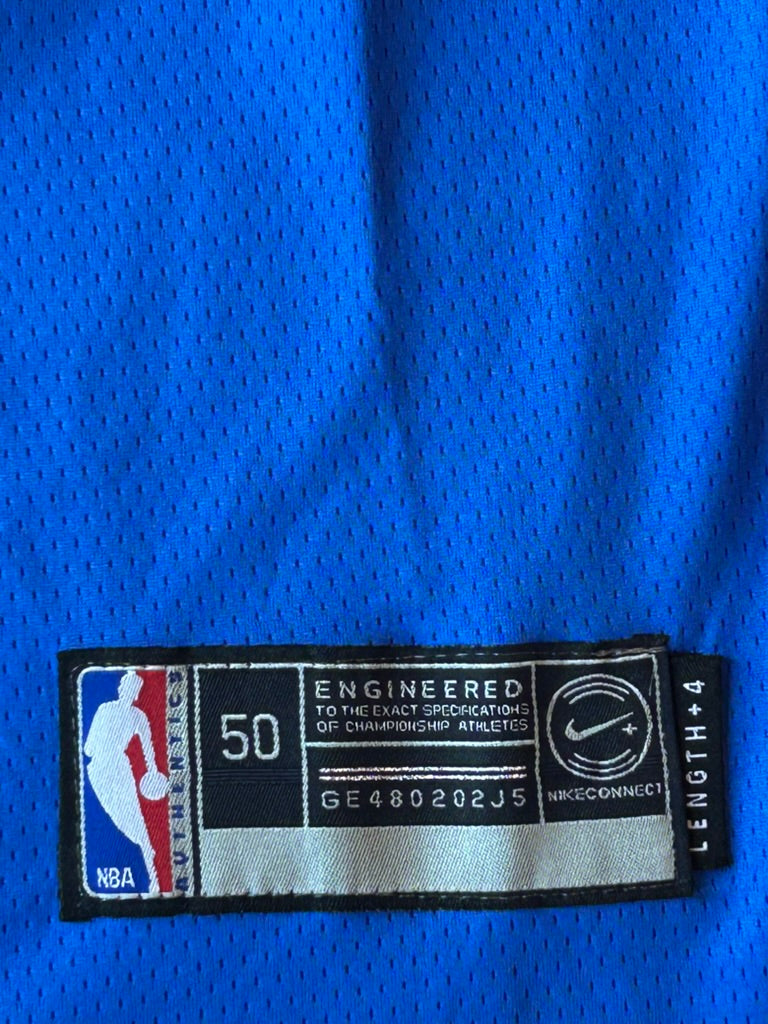 NBA
AUTHENTICS
50
ENGINEERED
TO THE EXACT SPECIFICATIONS
OF CHAMPIONSHIP ATHLETES
GE480202J5
NIKECONNECT
LENGTH+4